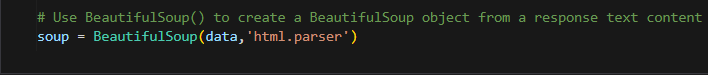 # Use BeautifulSoup() to create a BeautifulSoup object from a response text content
soup = BeautifulSoup(data,'html.parser')